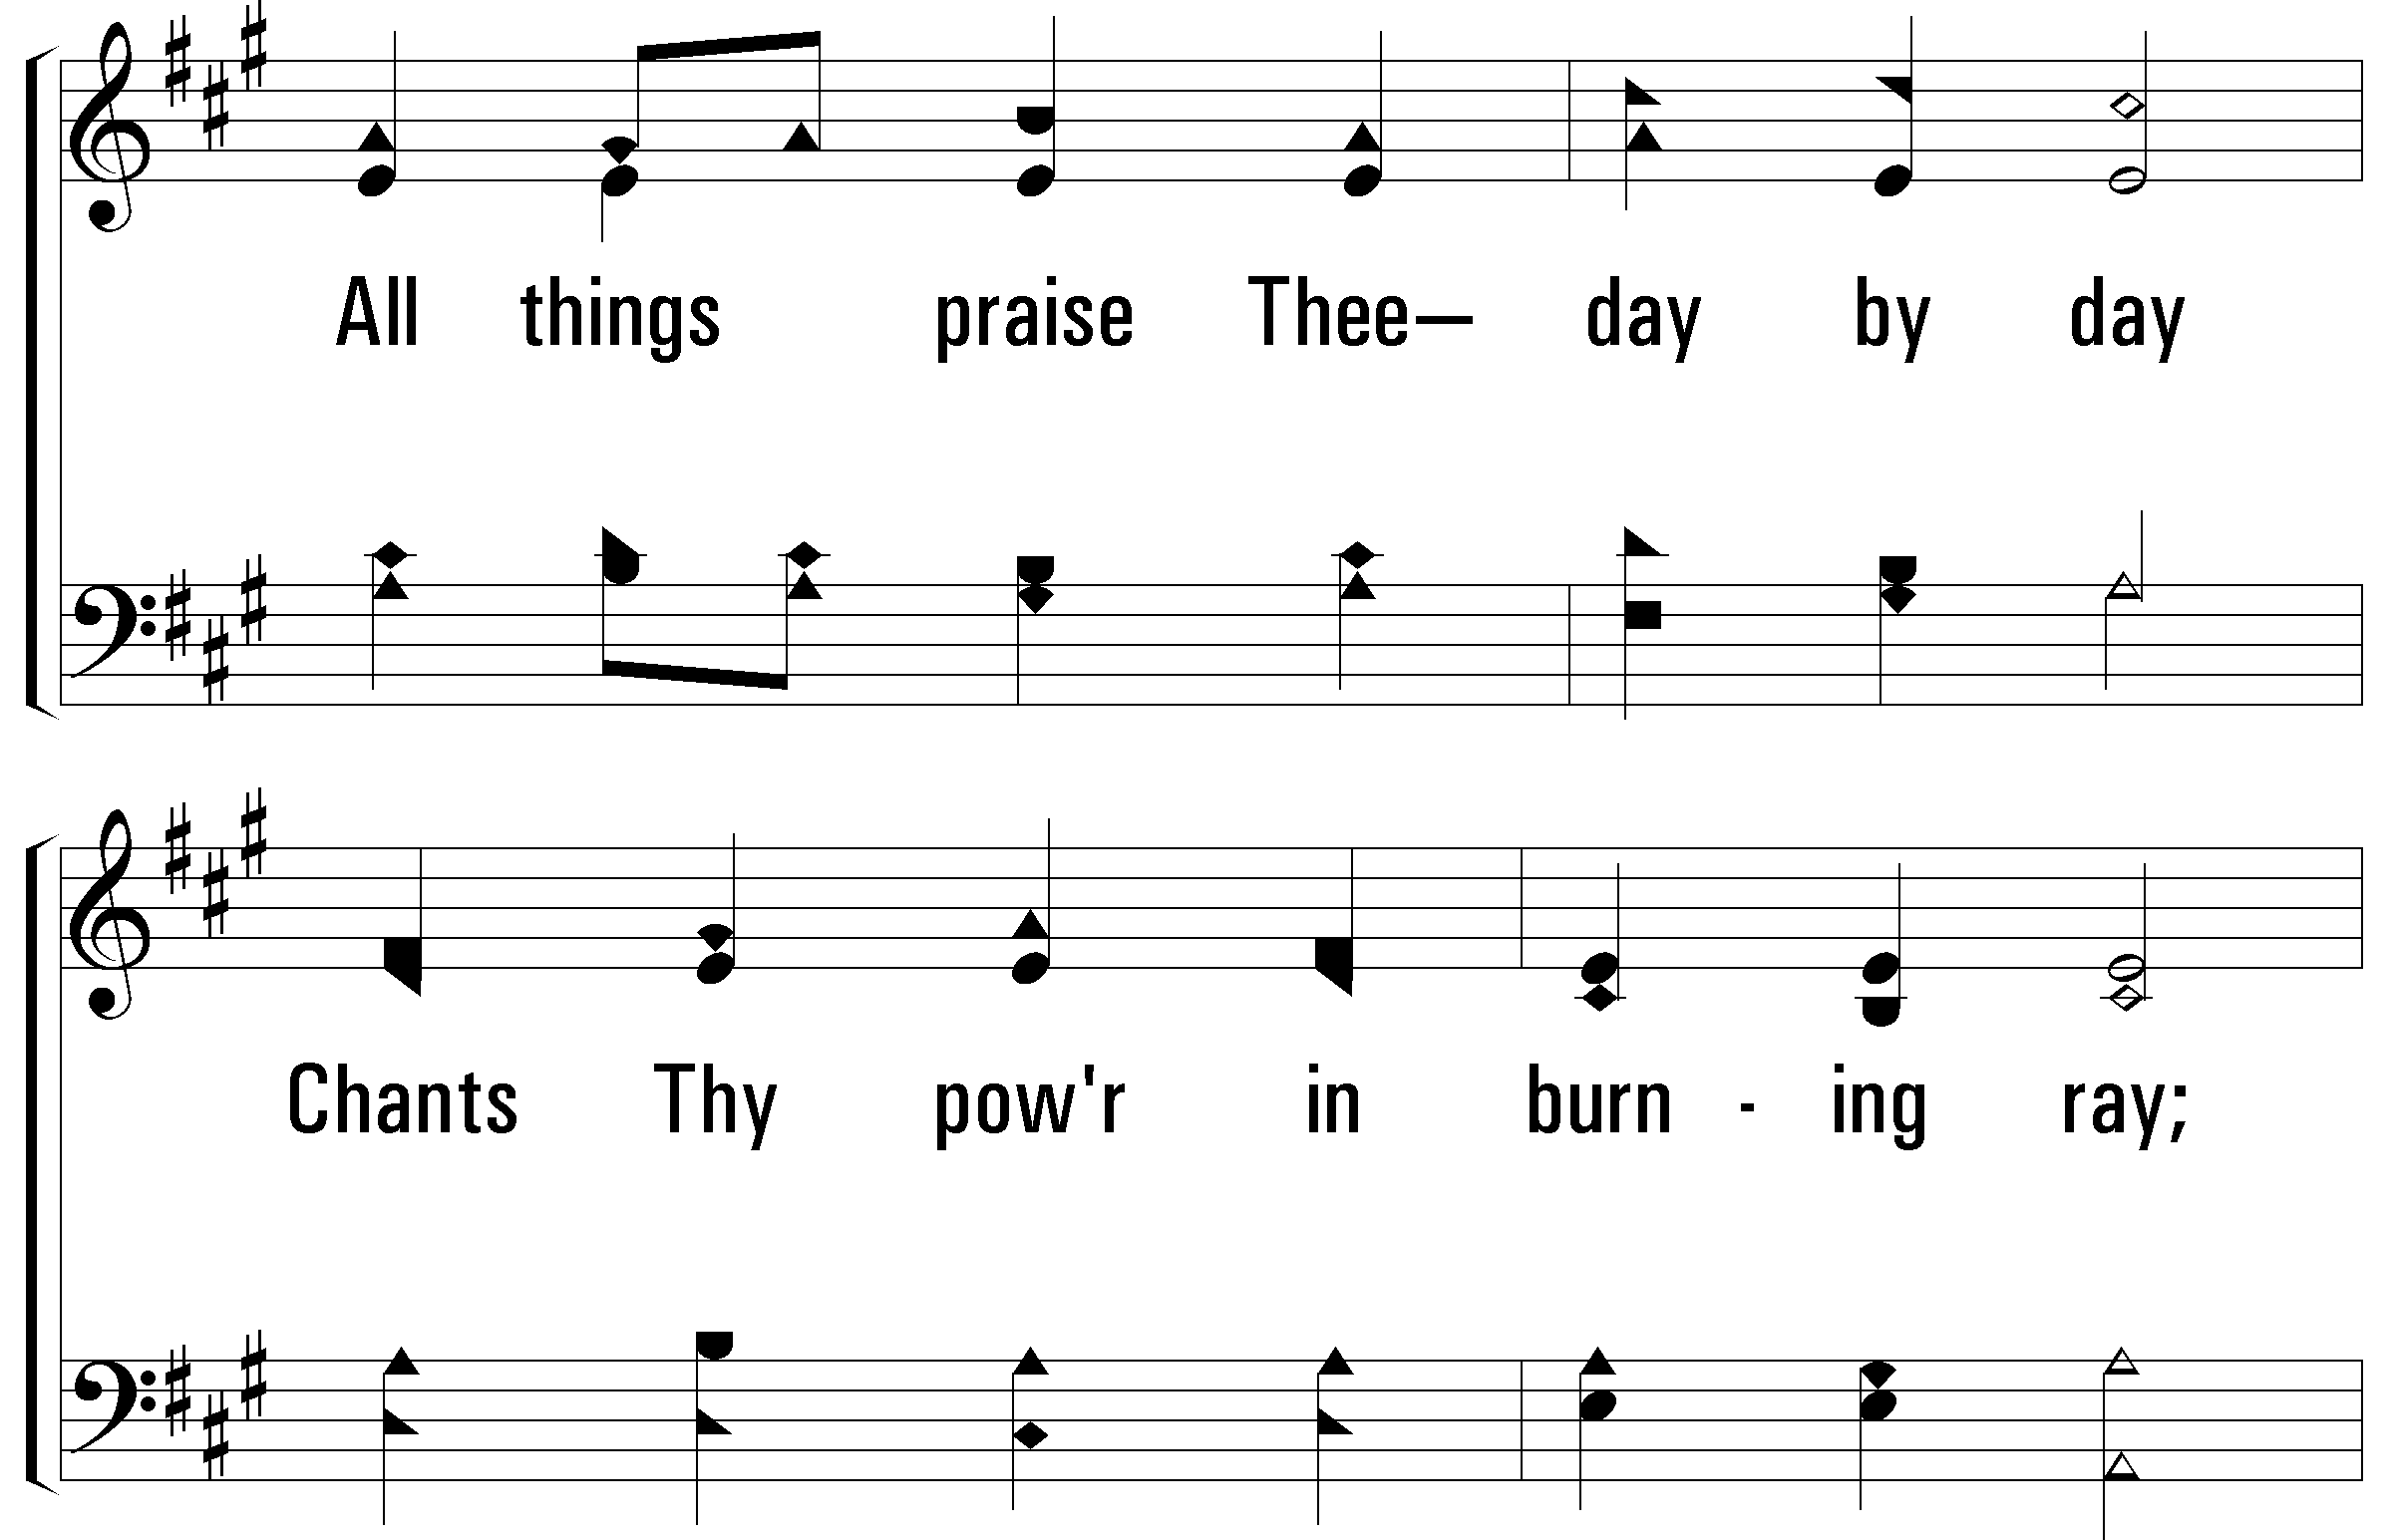 All things praise Thee— day by day
Chants Thy pow'r in burn - ing ray;